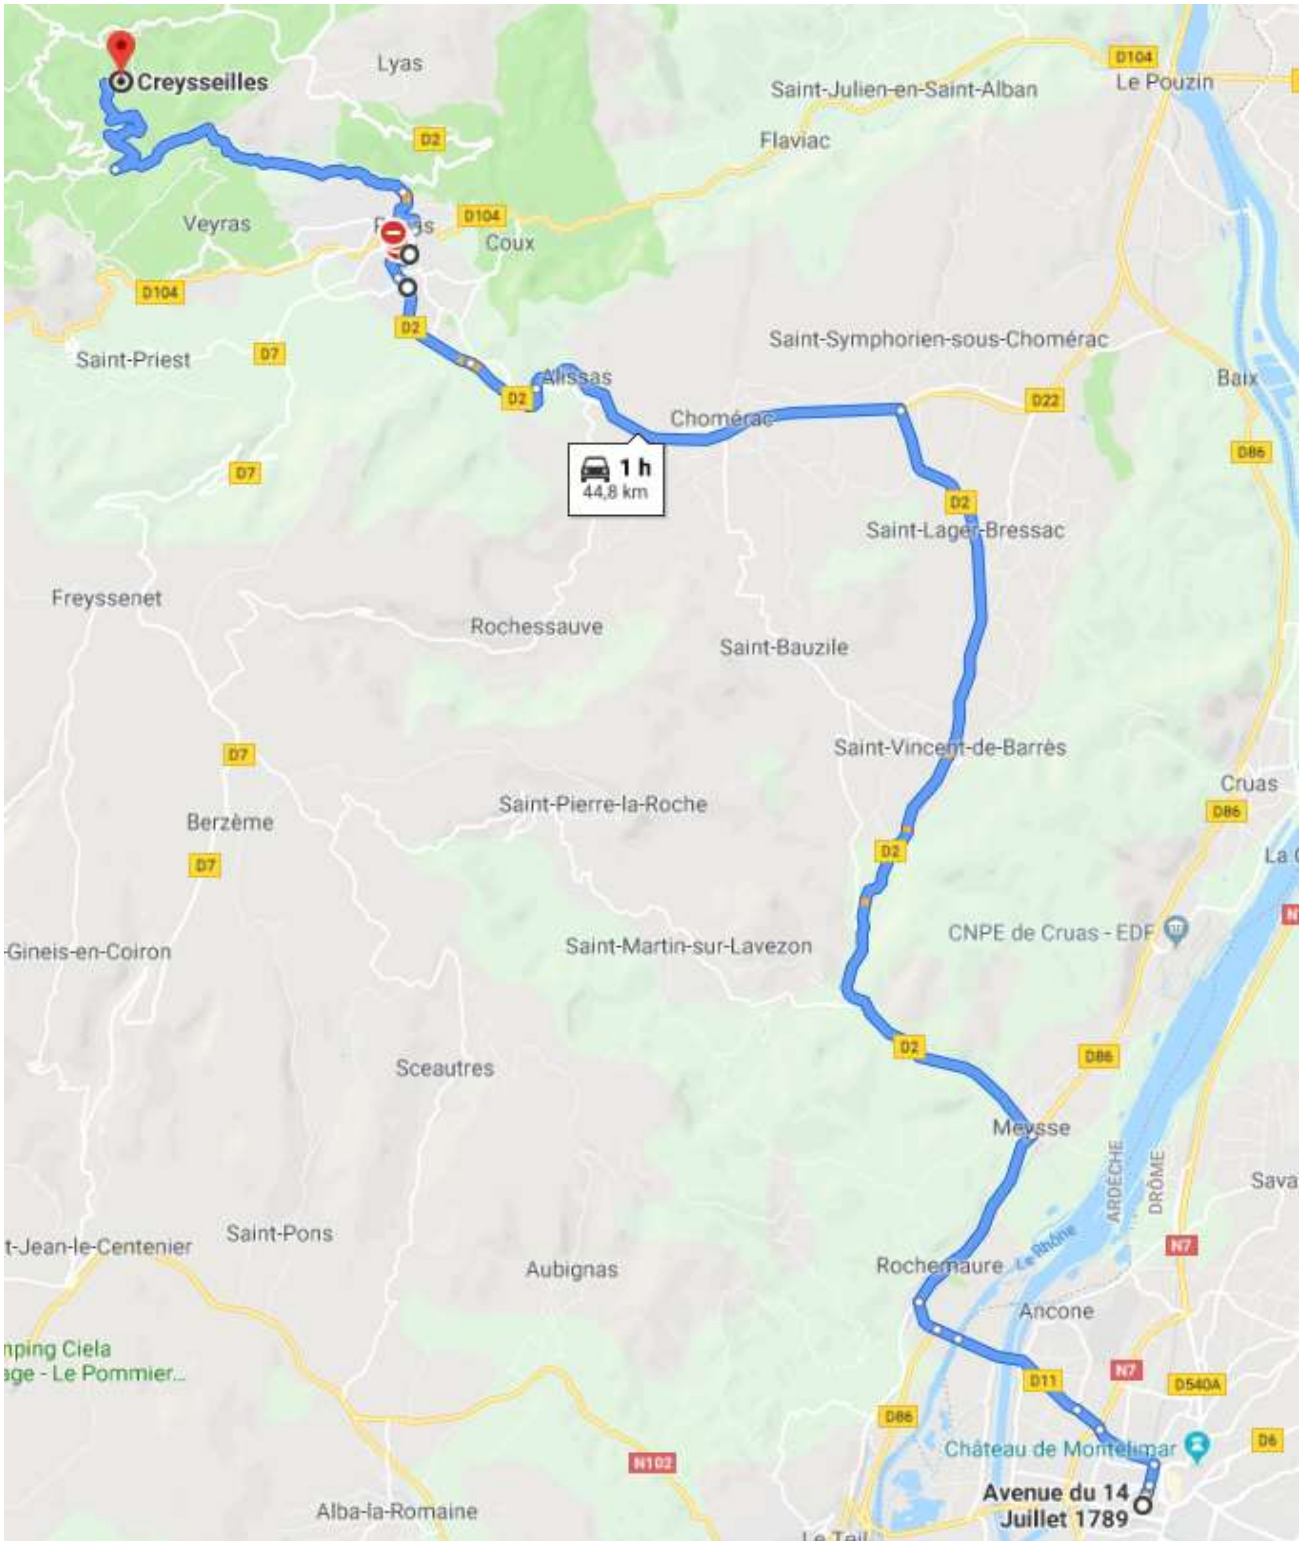 Lyas
D104
Le Pouzin
Creysseilles
Saint-Julien-en-Saint-Alban
D2
Flaviac
Veyras
D104
Coux
D104
D2
Saint-Symphorien-sous-Chomérac
Saint-Priest
D7
Alissas
Baix
D2
D22
Chomérac
D86
1 h
44,8 km
D7
D2
Saint-Lager-Bressac
Freyssenet
Rochessauve
Saint-Bauzile
D7
Saint-Vincent-de-Barrès
Cruas
Saint-Pierre-la-Roche
D86
Berzème
D2
D7
La
N
CNPE de Cruas - EDF
-Gineis-en-Coiron
Saint-Martin-sur-Lavezon
D2
D86
Sceautres
Meysse
ARDÈCHE
DRÔME
Sava
Saint-Pons
t-Jean-le-Centenier
Le Rhône
N7
Rochemaure
Aubignas
Ancone
nping Ciela
age - Le Pommier...
N7
D11
D540A
D86
D6
Château de Montélimar
N102
Avenue du 14
Juillet 1789
Alba-la-Romaine
Le Teil